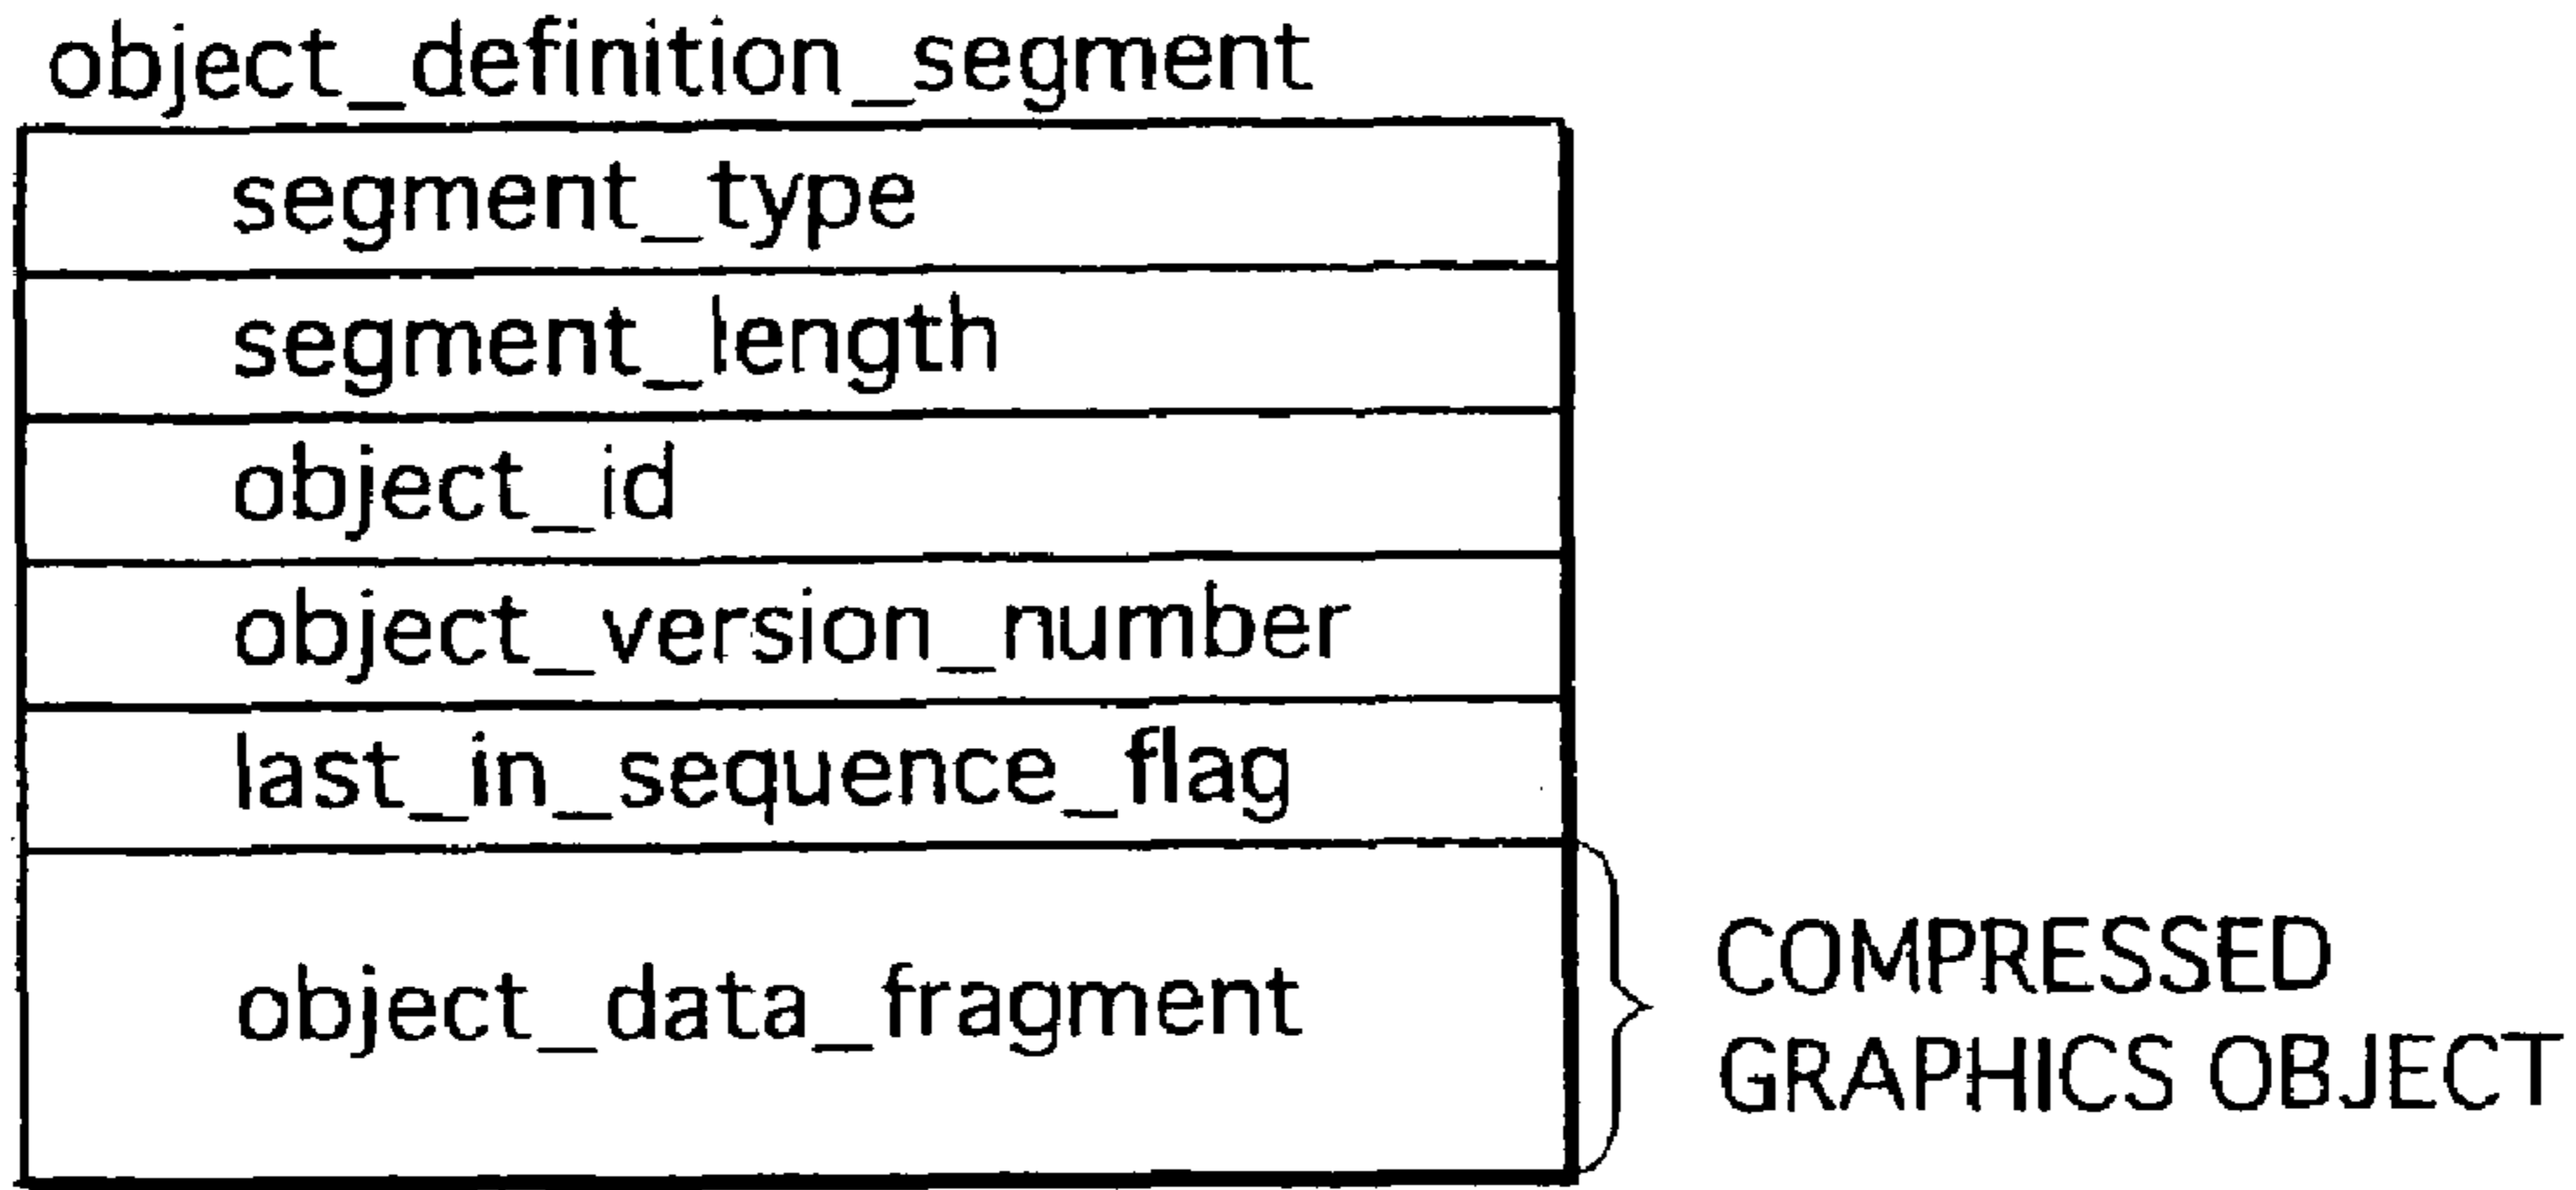 object_definition_segment
segment_type
segment_length
object_id
object_version_number
last_in_sequence_flag
object_data_fragment
COMPRESSED
GRAPHICS OBJECT